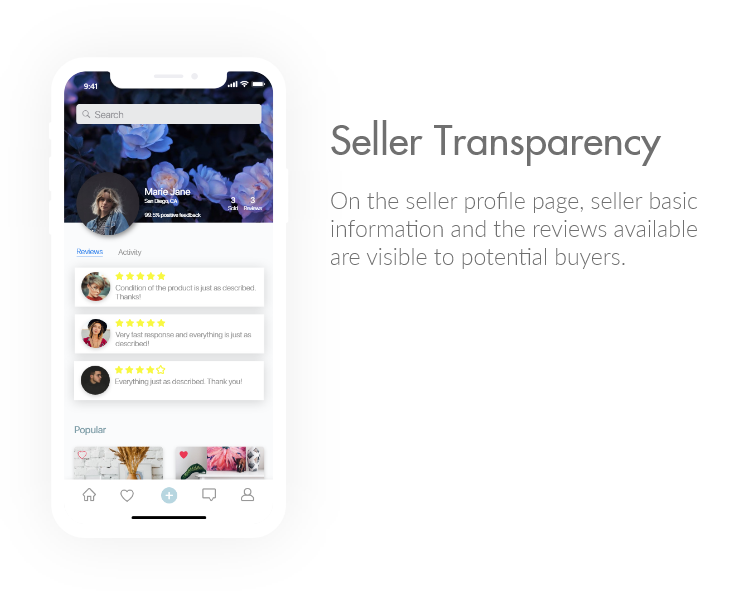 9:41
Search
Marie Jane
San Diego, CA
99.5% positive feedback
3
Sold
3
Reviews
Reviews
Activity
Condition of the product is just as described.
Thanks!
Very fast response and everything is just as
described!
Everything just as described. Thank you!
Popular
Seller Transparency
On the seller profile page, seller basic
information and the reviews available
are visible to potential buyers.